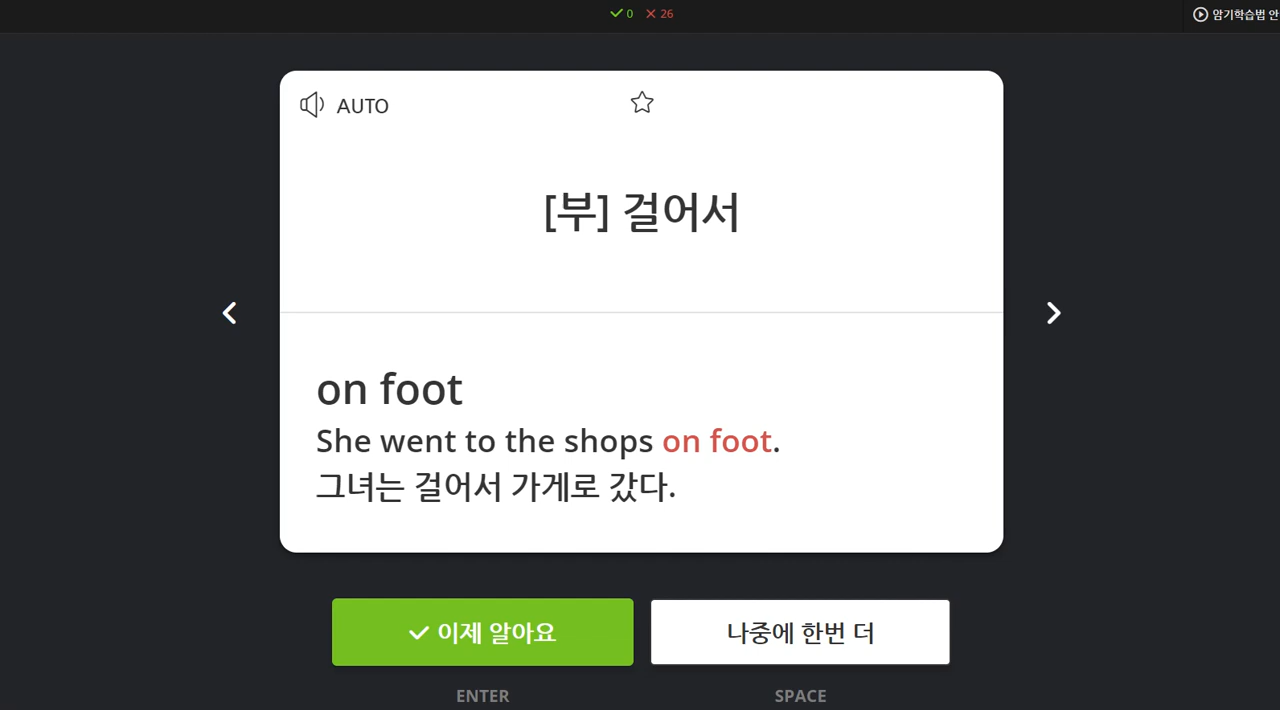 0 26
암기학습법 안
AUTO
[부] 걸어서
on foot
She went to the shops on foot.
그녀는 걸어서 가게로 갔다.
이제 알아요
나중에 한번 더
ENTER
SPACE